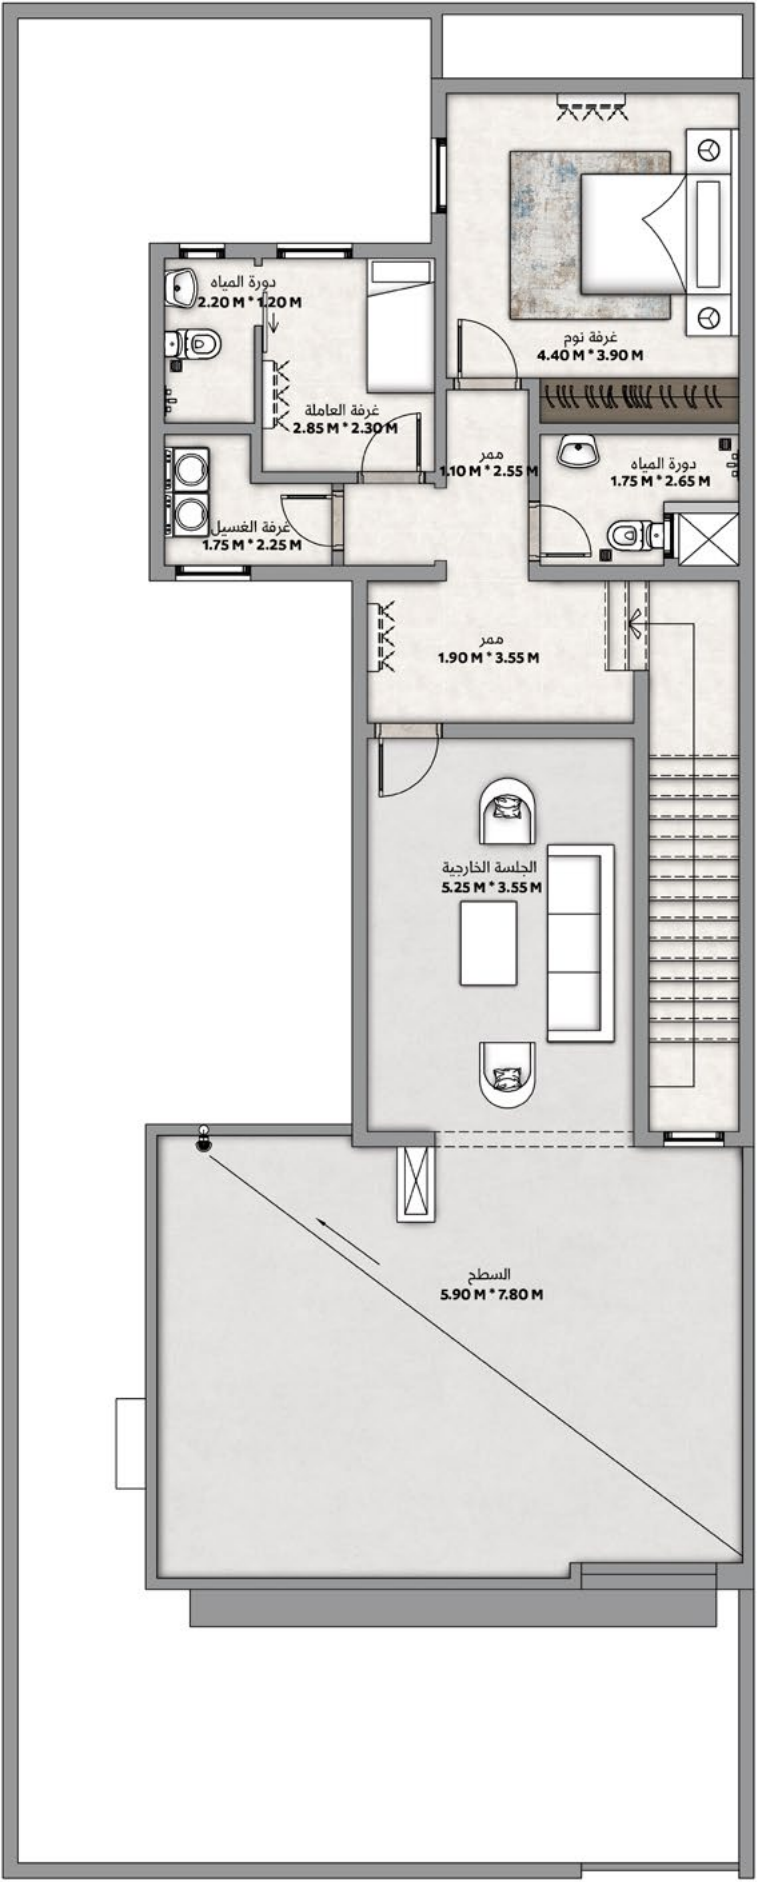 دورة المياه
2.20 M * 1.20 M
غرفة نوم
4.40 M * 3.90 M
غرفة العاملة
2.85 M * 2.30 M
ممر
1.10 M * 2.55 M
دورة المياه
1.75 M * 2.65 M
غرفة الغسيل
1.75 M * 2.25 M
ممر
1.90 M * 3.55 M
الجلسة الخارجية
5.25 M * 3.55 M
السطح
5.90 M * 7.80 M